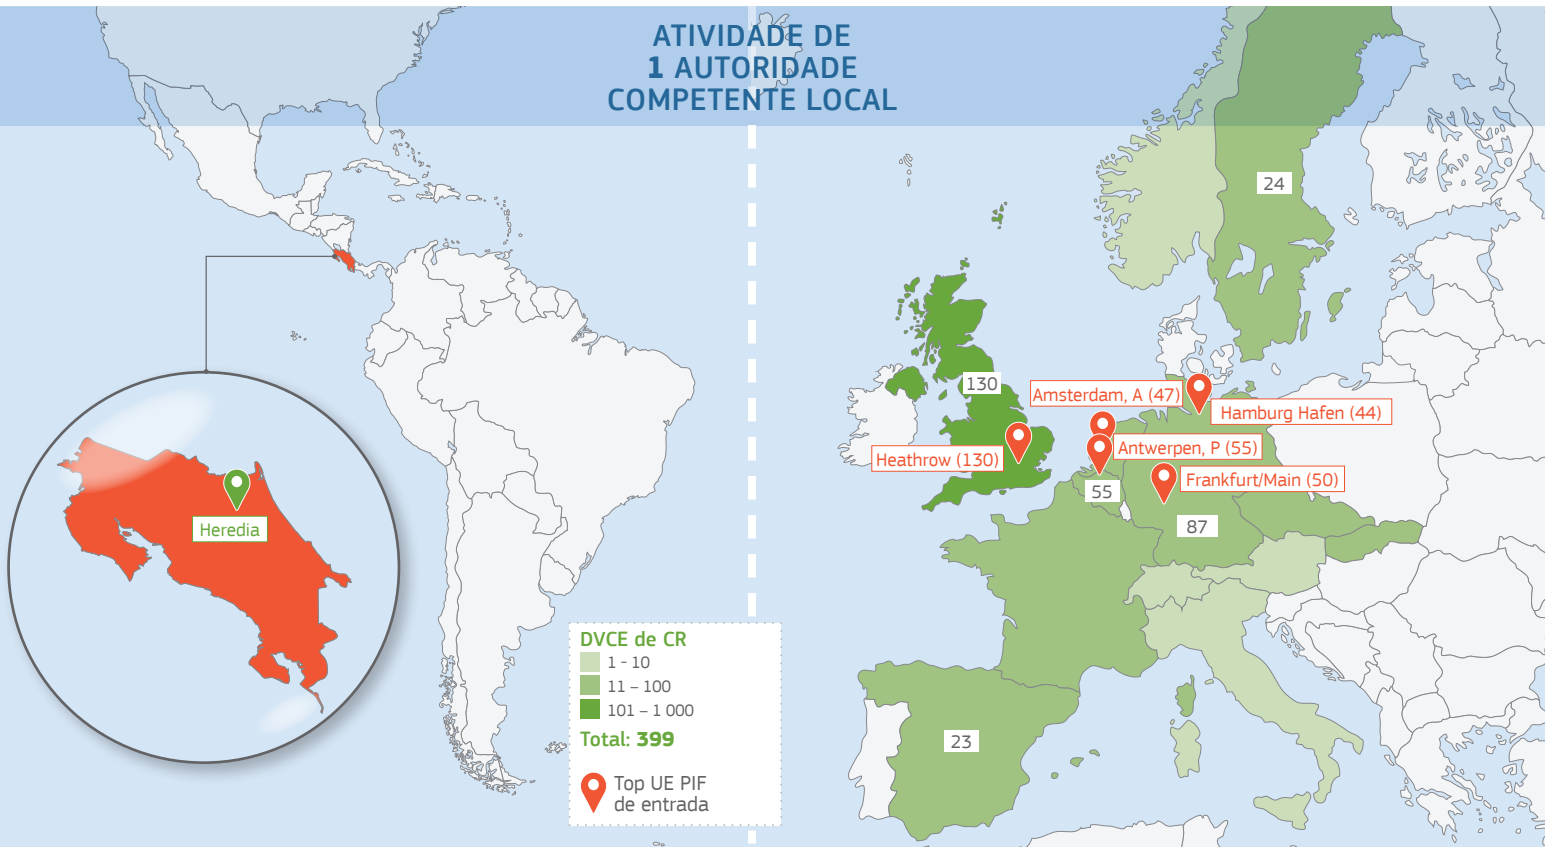 ATIVIDADE DE
1 AUTORIDADE
COMPETENTE LOCAL
24
130
Amsterdam, A (47)
Hamburg Hafen (44)
Heathrow (130)
Antwerpen, P (55)
Frankfurt/Main (50)
55
87
Heredia
23
DVCE de CR
1 - 10
11 – 100
101 – 1 000
Total: 399
Top UE PIF
de entrada